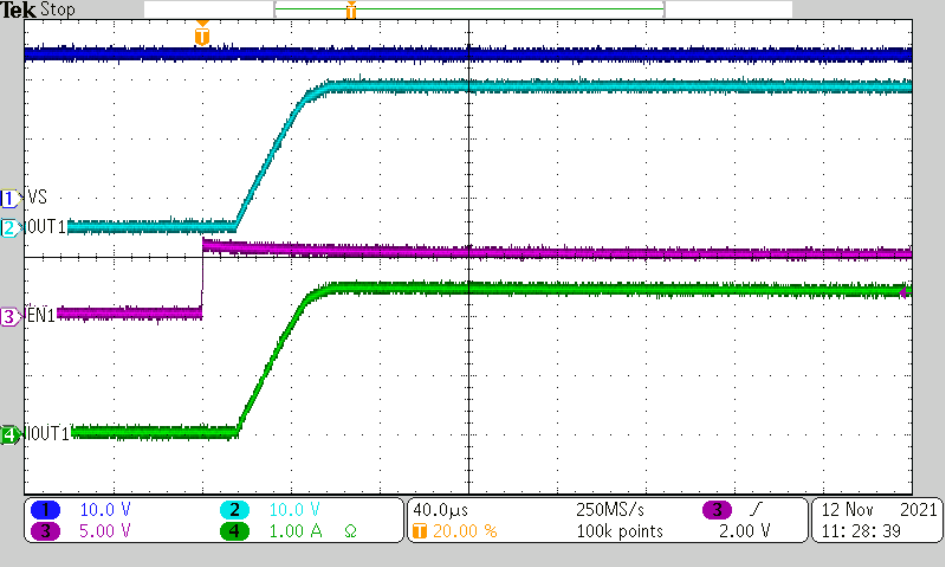 Tek Stop
T
T
1 VS
2 OUT1
3 EN1
4 IOUT1
1 10.0 V 2 10.0 V 40.0µs 250MS/s 3 12 Nov 2021
3 5.00 V 4 1.00 A Ω T 20.00 % 100k points 2.00 V 11:28:39